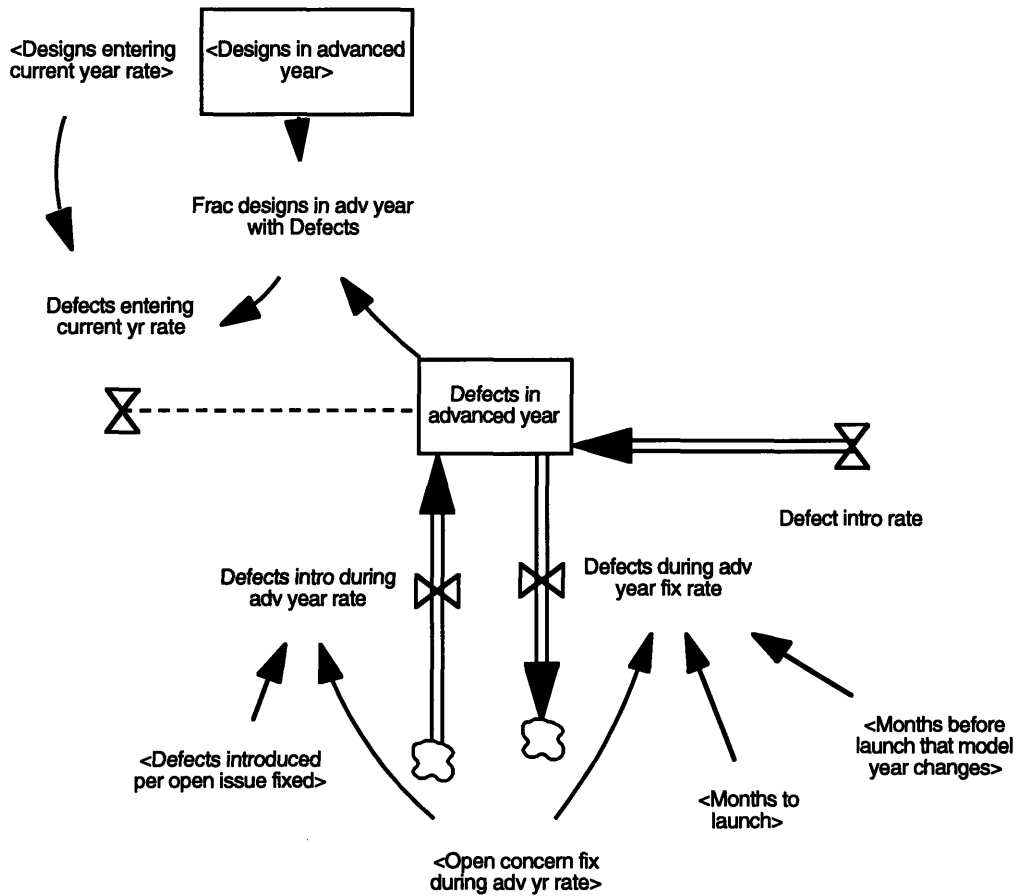 <Designs entering
current year rate>
<Designs in advanced
year>
Frac designs in adv year
with Defects
Defects entering
current yr rate
Defects in
advanced year
Defect intro rate
Defects intro during
adv year rate
Defects during adv
year fix rate
<Defects introduced
per open issue fixed>
<Months before
launch that model
year changes>
<Months to
launch>
<Open concern fix
during adv yr rate>